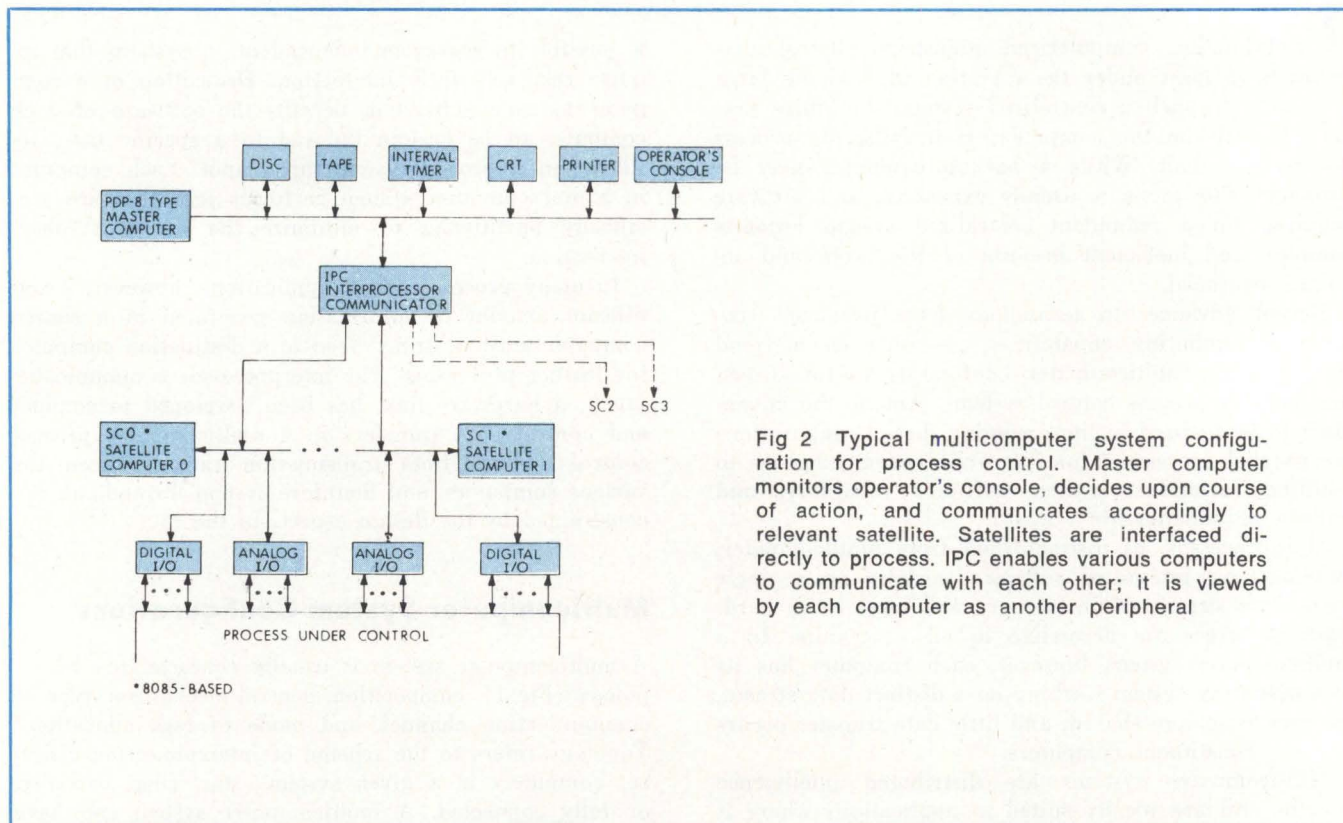 DISC
TAPE
INTERVAL
TIMER
CRT
PRINTER
OPERATOR'S
CONSOLE
PDP-8 TYPE
MASTER
COMPUTER
IPC
INTERPROCESSOR
COMMUNICATOR
SC2
SC3
SC0 *
SATELLITE
COMPUTER 0
SC1 *
SATELLITE
COMPUTER 1
DIGITAL
I/O
ANALOG
I/O
ANALOG
I/O
DIGITAL
I/O
PROCESS UNDER CONTROL
*8085-BASED
Fig 2 Typical multicomputer system configu-
ration for process control. Master computer
monitors operator's console, decides upon course
of action, and communicates accordingly to
relevant satellite. Satellites are interfaced di-
rectly to process. IPC enables various computers
to communicate with each other; it is viewed
by each computer as another peripheral